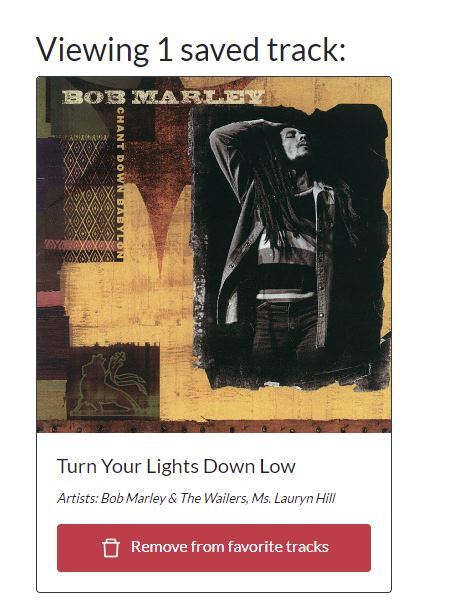 Viewing 1 saved track:
BOB MARLEY
CHANT DOWN BABYLON
Turn Your Lights Down Low
Artists: Bob Marley & The Wailers, Ms. Lauryn Hill
Remove from favorite tracks